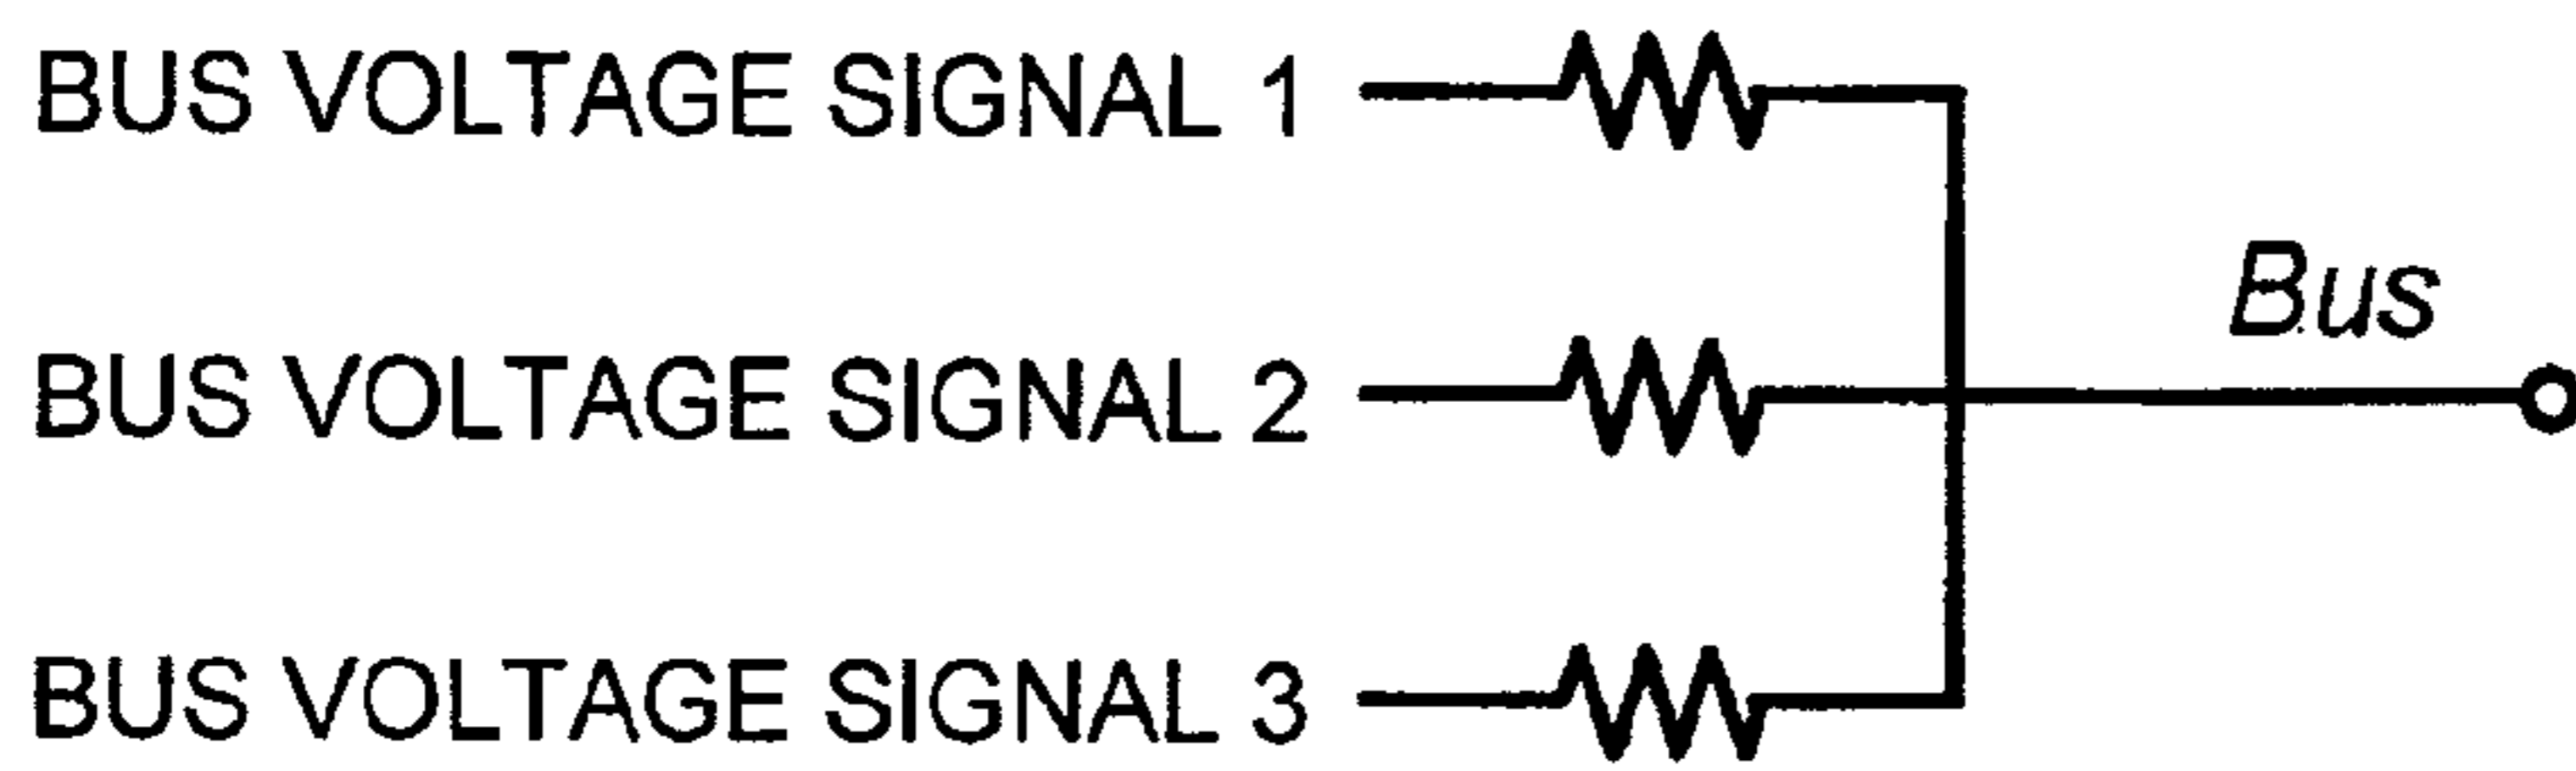 BUS VOLTAGE SIGNAL 1
Bus
BUS VOLTAGE SIGNAL 2
BUS VOLTAGE SIGNAL 3